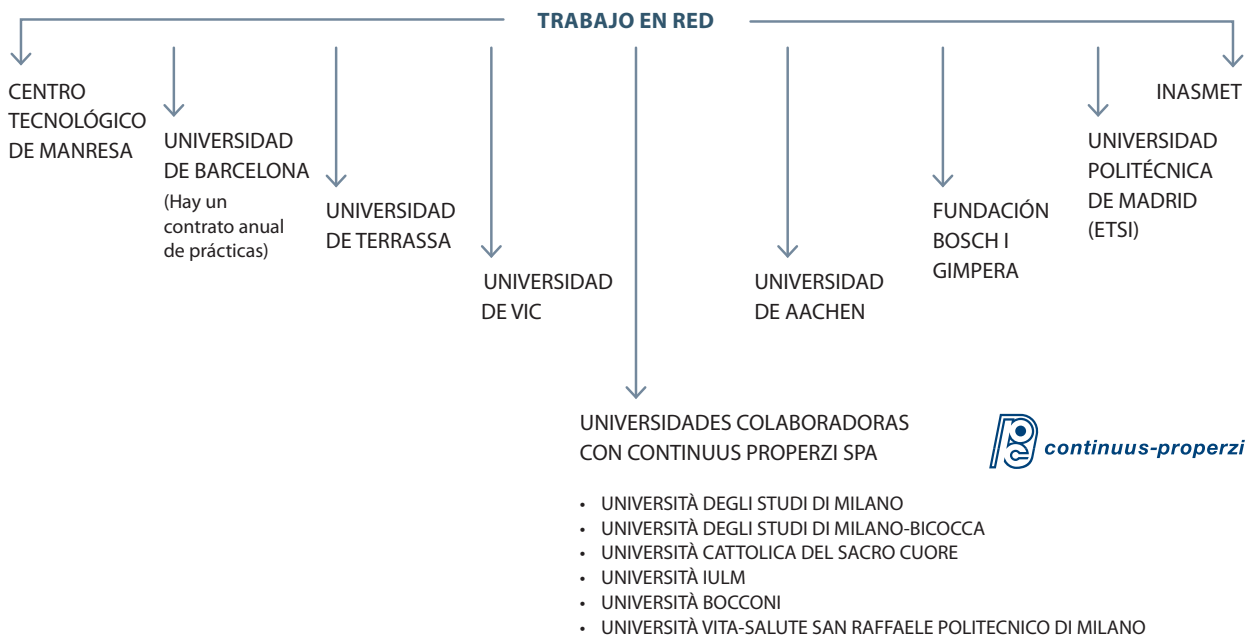 TRABAJO EN RED
CENTRO
TECNOLÓGICO
DE MANRESA
UNIVERSIDAD
DE BARCELONA
(Hay un
contrato anual
de prácticas)
UNIVERSIDAD
DE TERRASSA
UNIVERSIDAD
DE VIC
UNIVERSIDADES COLABORADORAS
CON CONTINUUS PROPERZI SPA
continuus-properzi
• UNIVERSITÀ DEGLI STUDI DI MILANO
• UNIVERSITÀ DEGLI STUDI DI MILANO-BICOCCA
• UNIVERSITÀ CATTOLICA DEL SACRO CUORE
• UNIVERSITÀ IULM
• UNIVERSITÀ BOCCONI
• UNIVERSITÀ VITA-SALUTE SAN RAFFAELE POLITECNICO DI MILANO
UNIVERSIDAD
DE AACHEN
FUNDACIÓN
BOSCH I
GIMPERA
UNIVERSIDAD
POLITÉCNICA
DE MADRID
(ETSI)
INASMET